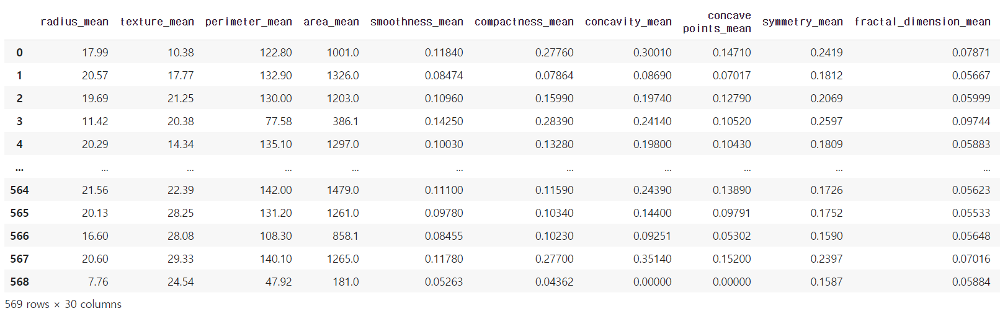 radius_mean texture_mean perimeter_mean area_mean smoothness_mean compactness_mean concavity_mean concave points_mean symmetry_mean fractal_dimension_mean
0 17.99 10.38 122.80 1001.0 0.11840 0.27760 0.30010 0.14710 0.2419 0.07871
1 20.57 17.77 132.90 1326.0 0.08474 0.07864 0.08690 0.07017 0.1812 0.05667
2 19.69 21.25 130.00 1203.0 0.10960 0.15990 0.19740 0.12790 0.2069 0.05999
3 11.42 20.38 77.58 386.1 0.14250 0.28390 0.24140 0.10520 0.2597 0.09744
4 20.29 14.34 135.10 1297.0 0.10030 0.13280 0.19800 0.10430 0.1809 0.05883
... ... ... ... ... ... ... ... ... ... ...
564 21.56 22.39 142.00 1479.0 0.11100 0.11590 0.24390 0.13890 0.1726 0.05623
565 20.13 28.25 131.20 1261.0 0.09780 0.10340 0.14400 0.09791 0.1752 0.05533
566 16.60 28.08 108.30 858.1 0.08455 0.10230 0.09251 0.05302 0.1590 0.05648
567 20.60 29.33 140.10 1265.0 0.11780 0.27700 0.35140 0.15200 0.2397 0.07016
568 7.76 24.54 47.92 181.0 0.05263 0.04362 0.00000 0.00000 0.1587 0.05884
569 rows × 30 columns